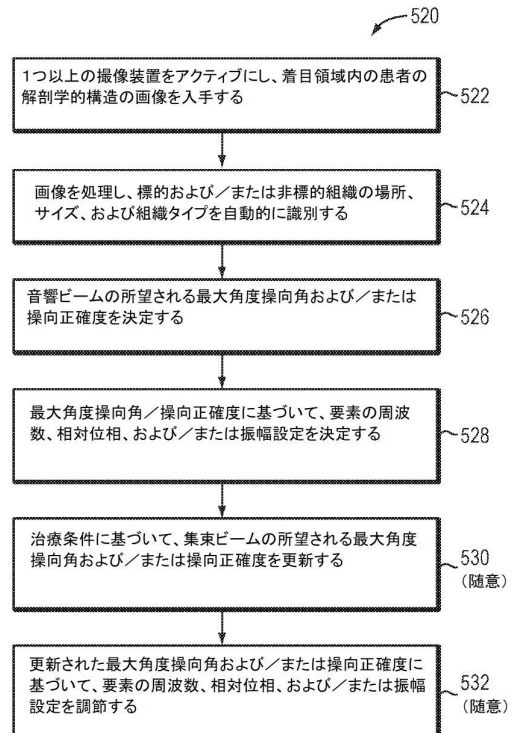 520
1つ以上の撮像装置をアクティブにし、着目領域内の患者の
解剖学的構造の画像を入手する
522
画像を処理し、標的および/または非標的組織の場所、
サイズ、および組織タイプを自動的に識別する
524
音響ビームの所望される最大角度操向角および/または
操向正確度を決定する
526
最大角度操向角/操向正確度に基づいて、要素の周波
数、相対位相、および/または振幅設定を決定する
528
治療条件に基づいて、集束ビームの所望される最大角度
操向角および/または操向正確度を更新する
530
(随意)
更新された最大角度操向角および/または操向正確度に
基づいて、要素の周波数、相対位相、および/または振幅
設定を調節する
532
(随意)